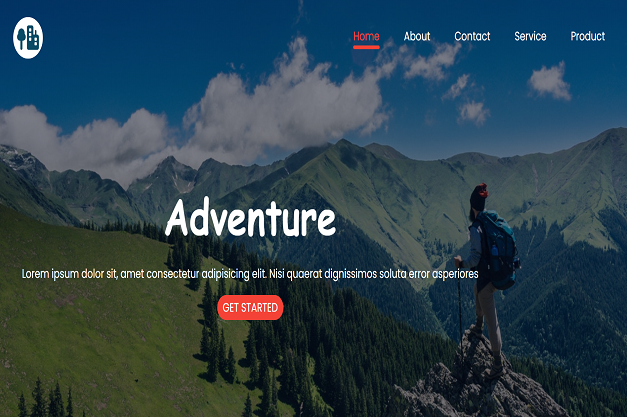 Home About Contact Service Product
Adventure
Lorem ipsum dolor sit, amet consectetur adipisicing elit. Nisi quaerat dignissimos soluta error asperiores
GET STARTED